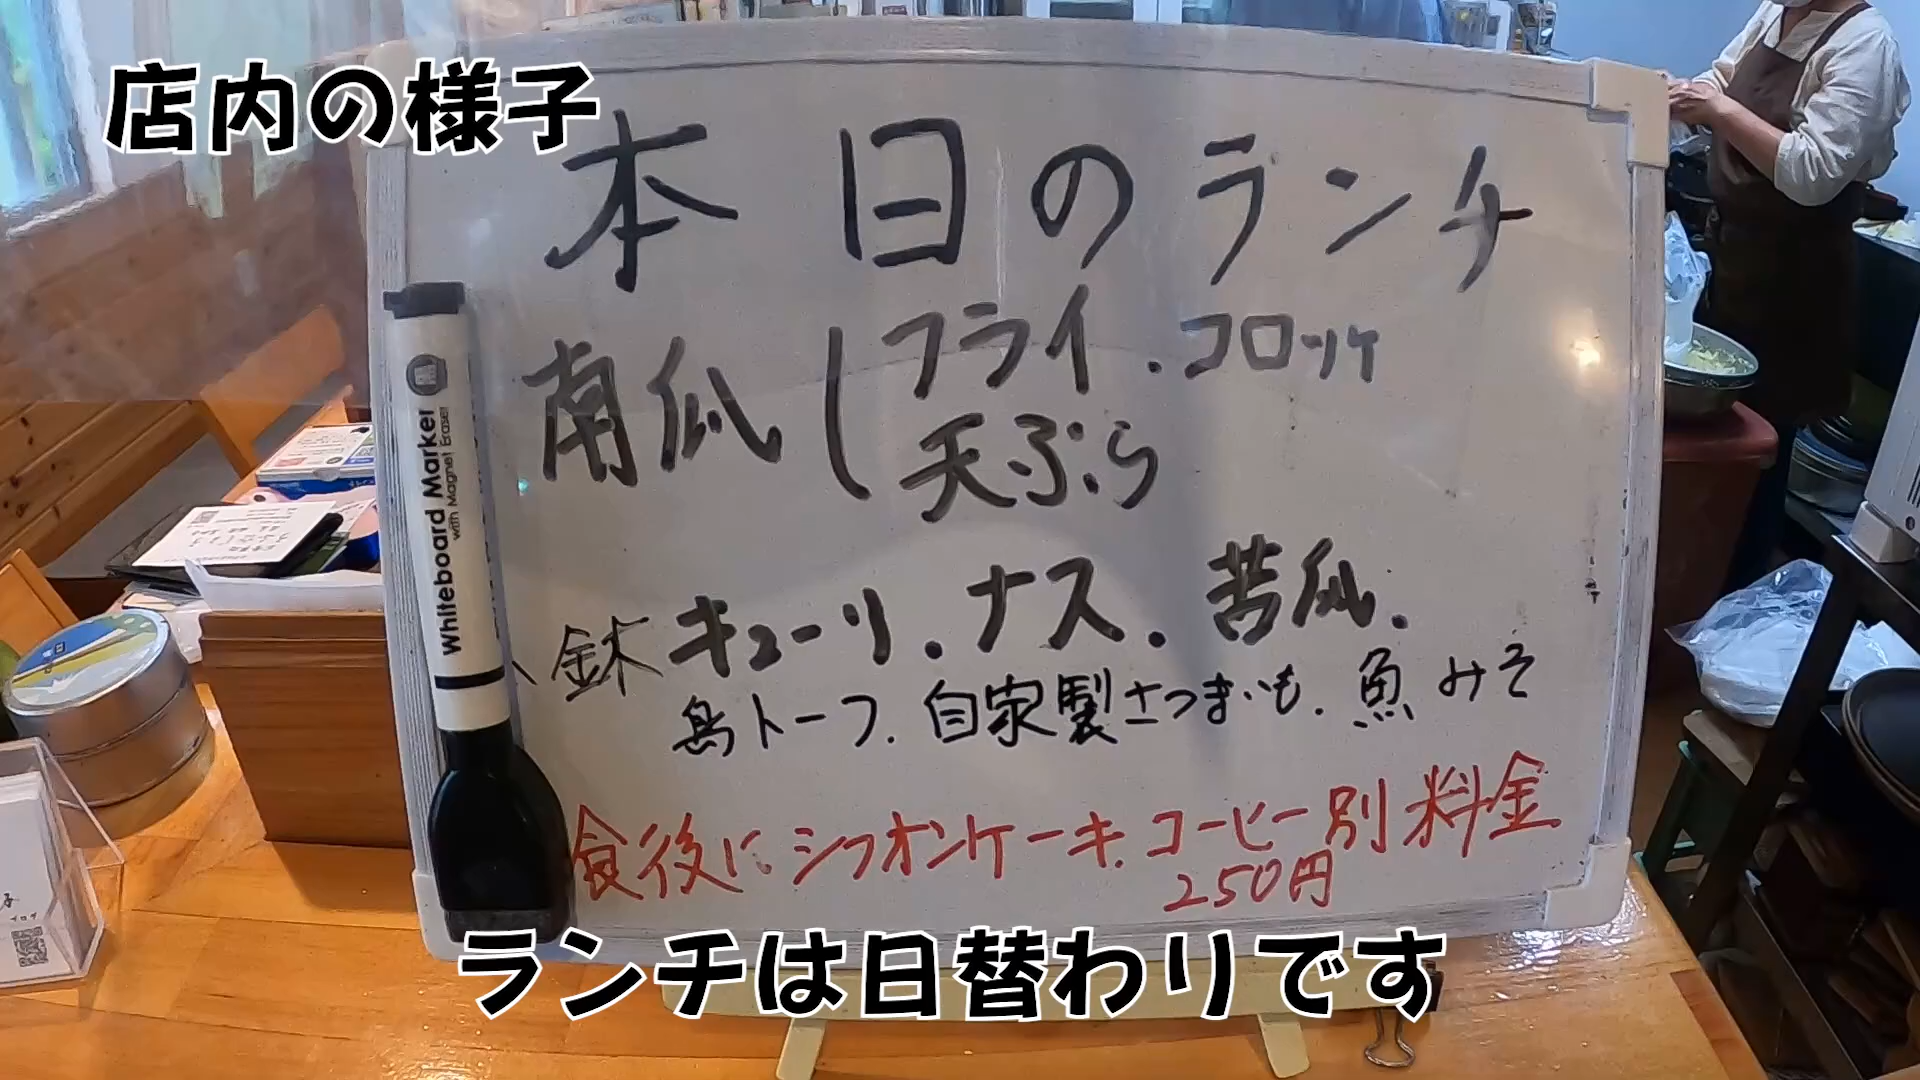 店内の様子
本日のランチ
南瓜 フライ．コロッケ
天ぷら
キューリ．ナス．苦瓜．
島トーフ．自家製さつまいも．魚みそ
食後にシフオンケーキ．コーヒー別料金
250円
Whiteboard Marker
with Magnet Eraser
ランチは日替わりです